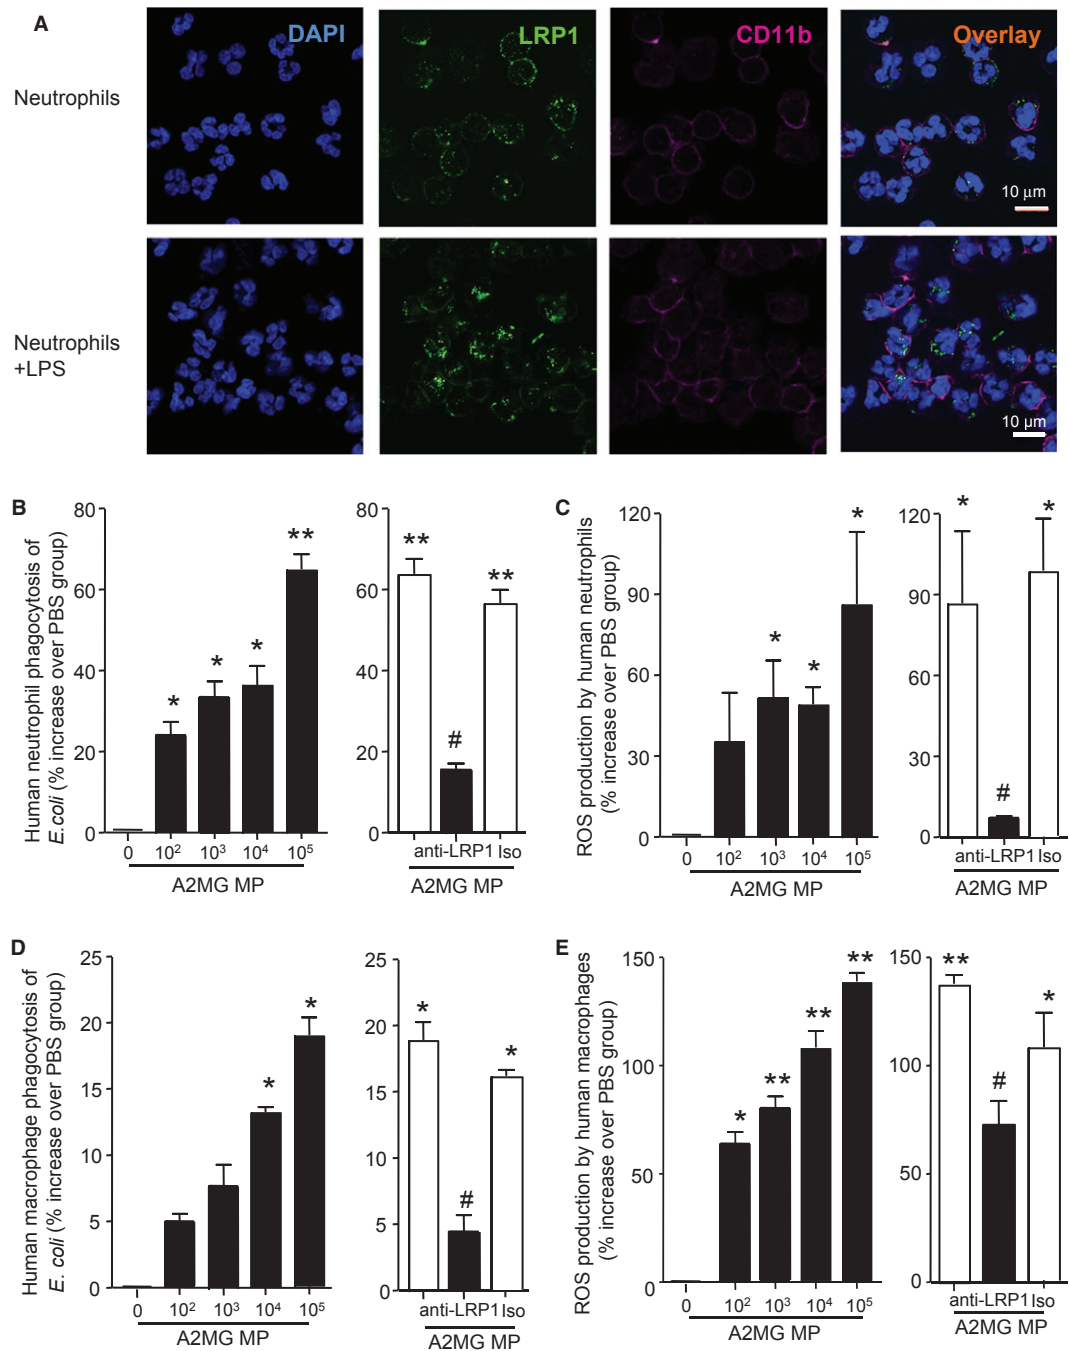 A
DAPI
LRP1
CD11b
Overlay
Neutrophils
10 µm
Neutrophils
+LPS
10 µm
B
Human neutrophil phagocytosis of
E.coli (% increase over PBS group)
80
60
40
20
0
*
*
*
**
0 10² 10³ 10⁴ 10⁵
A2MG MP
80
60
40
20
0
**
#
**
anti-LRP1 Iso
A2MG MP
C
ROS production by human neutrophils
(% increase over PBS group)
120
90
60
30
0
*
*
*
0 10² 10³ 10⁴ 10⁵
A2MG MP
120
90
60
30
0
*
#
*
anti-LRP1 Iso
A2MG MP
D
Human macrophage phagocytosis of
E. coli (% increase over PBS group)
25
20
15
10
5
0
*
*
0 10² 10³ 10⁴ 10⁵
A2MG MP
25
20
15
10
5
0
*
#
*
anti-LRP1 Iso
A2MG MP
E
ROS production by human macrophages
(% increase over PBS group)
150
100
50
0
*
**
**
**
0 10² 10³ 10⁴ 10⁵
A2MG MP
150
100
50
0
**
#
*
anti-LRP1 Iso
A2MG MP